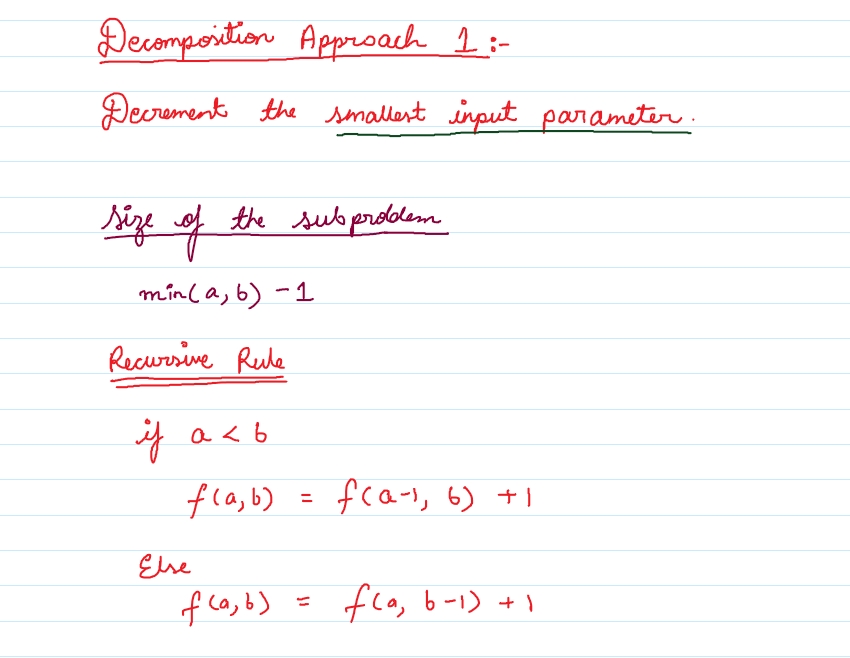 Decomposition Approach 1 :-
Decrement the smallest input parameter.
Size of the subproblem
min(a, b) - 1
Recursive Rule
if a < b
f(a, b) = f(a-1, b) + 1
Else
f(a, b) = f(a, b-1) + 1